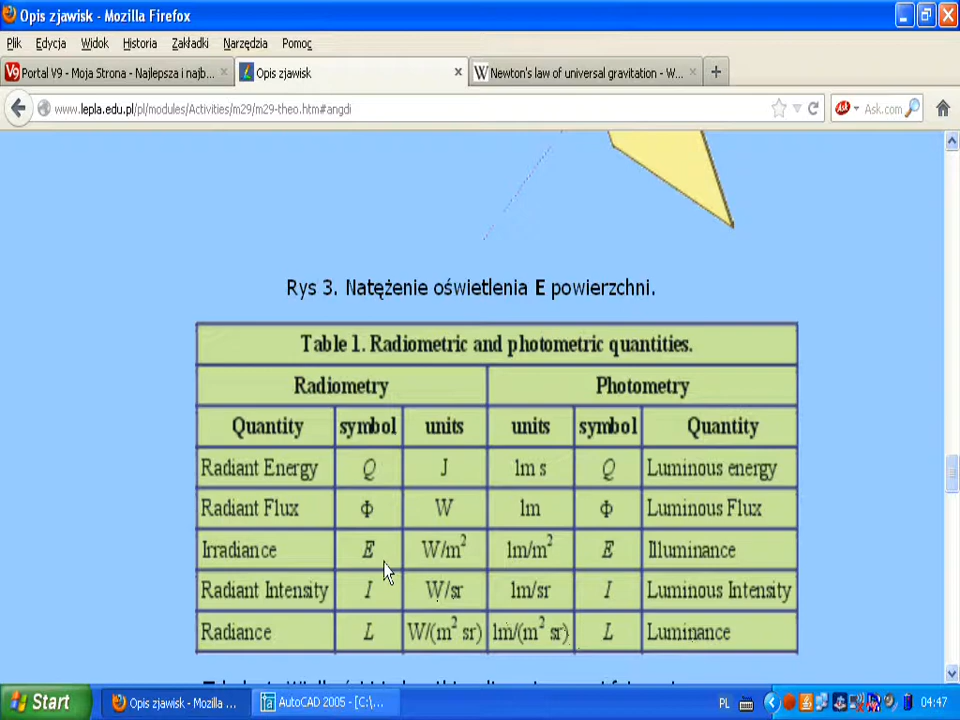 Opis zjawisk - Mozilla Firefox
Plik Edycja Widok Historia Zakładki Narzędzia Pomoc
V9 Portal V9 - Moja Strona - Najlepsza i najb... × Opis zjawisk × W Newton's law of universal gravitation - W... × +
www.lepla.edu.pl/pl/modules/Activities/m29/m29-theo.htm#angdi Ask Ask.com
Rys 3. Natężenie oświetlenia E powierzchni.
Table 1. Radiometric and photometric quantities.
Radiometry Photometry
Quantity symbol units units symbol Quantity
Radiant Energy Q J lm s Q Luminous energy
Radiant Flux Φ W lm Φ Luminous Flux
Irradiance E W/m² lm/m² E Illuminance
Radiant Intensity I W/sr lm/sr I Luminous Intensity
Radiance L W/(m² sr) lm/(m² sr) L Luminance
Start Opis zjawisk - Mozilla ... AutoCAD 2005 - [C:\... PL 04:47